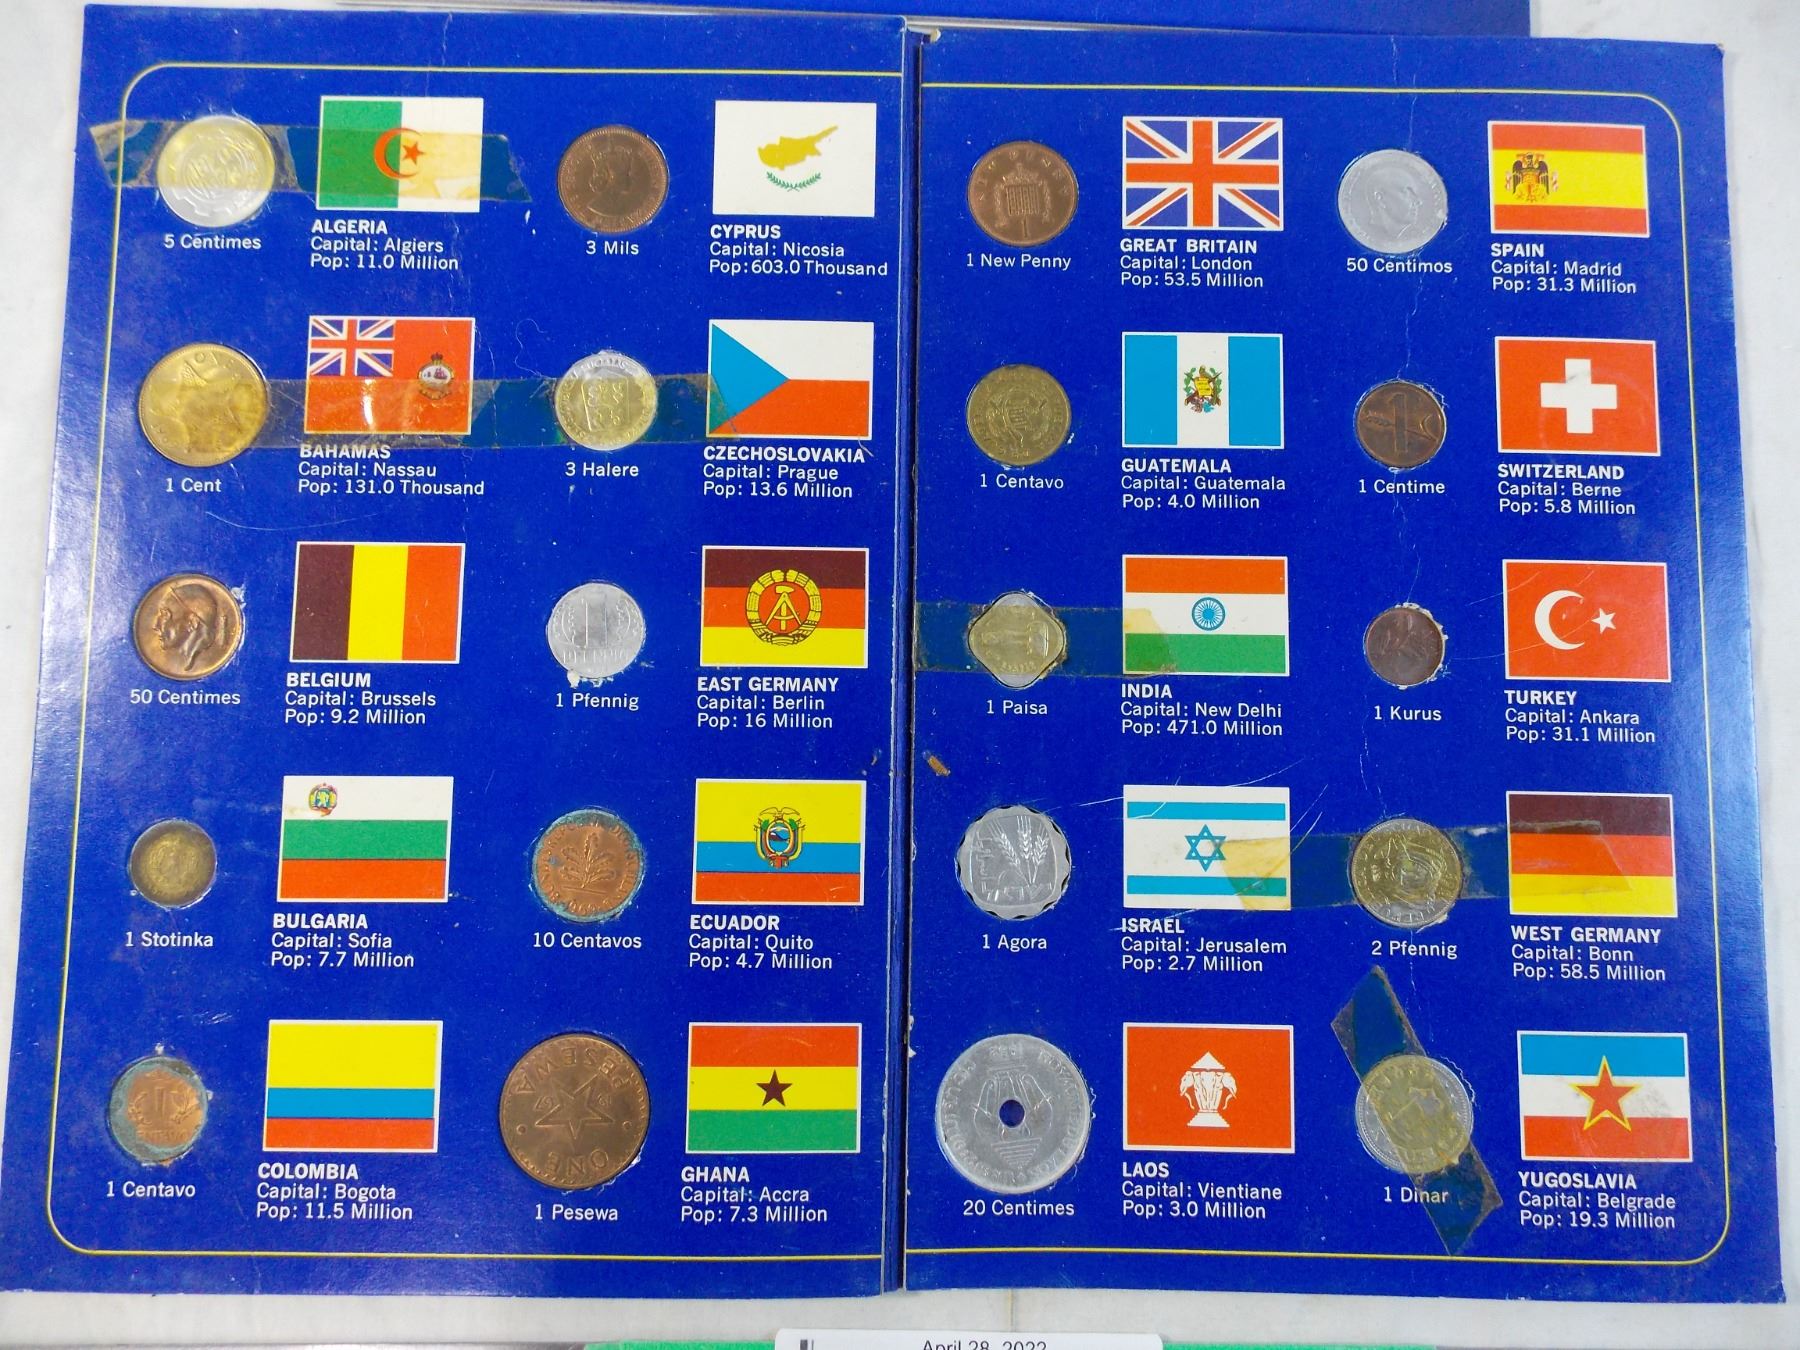 5 Centimes
ALGERIA
Capital: Algiers
Pop: 11.0 Million
3 Mils
CYPRUS
Capital: Nicosia
Pop: 603.0 Thousand
1 Cent
BAHAMAS
Capital: Nassau
Pop: 131.0 Thousand
3 Halere
CZECHOSLOVAKIA
Capital: Prague
Pop: 13.6 Million
50 Centimes
BELGIUM
Capital: Brussels
Pop: 9.2 Million
1 Pfennig
EAST GERMANY
Capital: Berlin
Pop: 16 Million
1 Stotinka
BULGARIA
Capital: Sofia
Pop: 7.7 Million
10 Centavos
ECUADOR
Capital: Quito
Pop: 4.7 Million
1 Centavo
COLOMBIA
Capital: Bogota
Pop: 11.5 Million
ONE PESEWA
1 Pesewa
GHANA
Capital: Accra
Pop: 7.3 Million
1 New Penny
GREAT BRITAIN
Capital: London
Pop: 53.5 Million
50 Centimos
SPAIN
Capital: Madrid
Pop: 31.3 Million
1 Centavo
GUATEMALA
Capital: Guatemala
Pop: 4.0 Million
1
1 Centime
SWITZERLAND
Capital: Berne
Pop: 5.8 Million
1 Paisa
INDIA
Capital: New Delhi
Pop: 471.0 Million
1 Kurus
TURKEY
Capital: Ankara
Pop: 31.1 Million
1 Agora
ISRAEL
Capital: Jerusalem
Pop: 2.7 Million
2 Pfennig
WEST GERMANY
Capital: Bonn
Pop: 58.5 Million
20 Centimes
LAOS
Capital: Vientiane
Pop: 3.0 Million
1 Dinar
YUGOSLAVIA
Capital: Belgrade
Pop: 19.3 Million
April 28, 2022